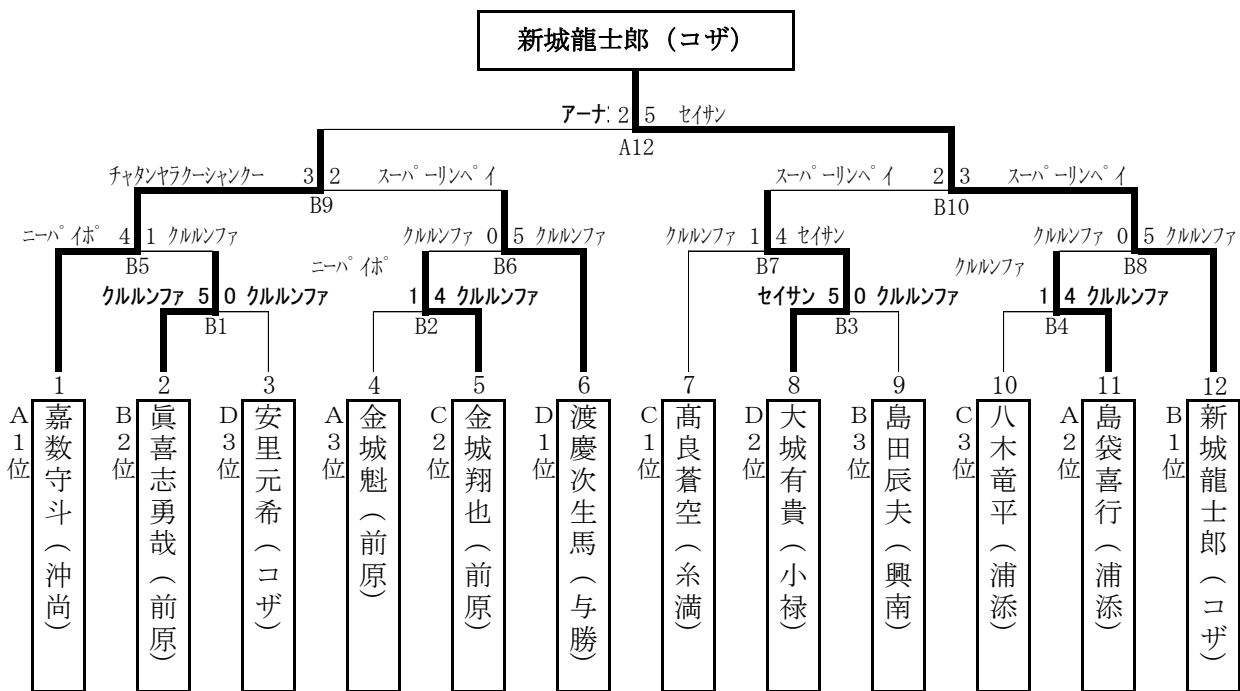 新城龍士郎（コザ）
アーナ: 2 5 セイサン
A12
チャタンヤラクーシャンクー 3 2 スーパーリンペイ スーパーリンペイ 2 3 スーパーリンペイ
B9 B10
ニーパイポ 4 1 クルルンファ クルルンファ 0 5 クルルンファ クルルンファ 1 4 セイサン クルルンファ 0 5 クルルンファ
B5 B6 B7 B8
ニーパイポ クルルンファ
クルルンファ 5 0 クルルンファ 1 4 クルルンファ セイサン 5 0 クルルンファ 1 4 クルルンファ
B1 B2 B3 B4
1 2 3 4 5 6 7 8 9 10 11 12
A1位
嘉数守斗（沖尚）
B2位
眞喜志勇哉（前原）
D3位
安里元希（コザ）
A3位
金城魁（前原）
C2位
金城翔也（前原）
D1位
渡慶次生馬（与勝）
C1位
髙良蒼空（糸満）
D2位
大城有貴（小禄）
B3位
島田辰夫（興南）
C3位
八木竜平（浦添）
A2位
島袋喜行（浦添）
B1位
新城龍士郎（コザ）